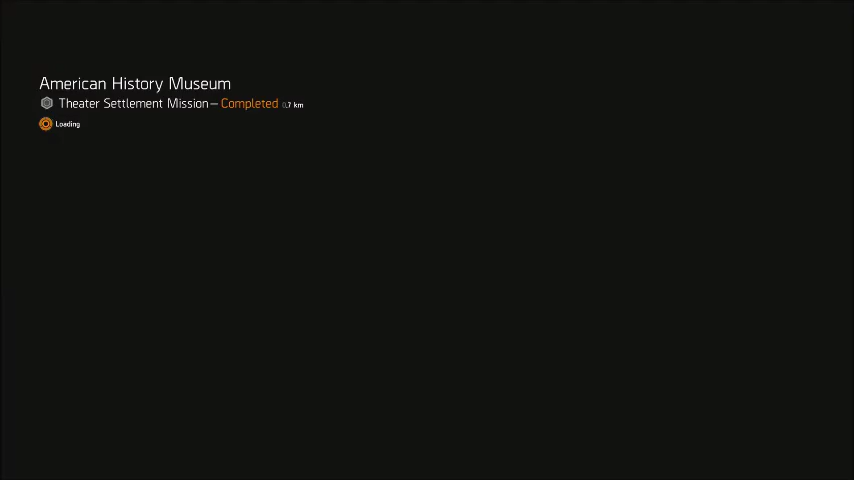 American History Museum
Theater Settlement Mission – Completed 0.7 km
Loading